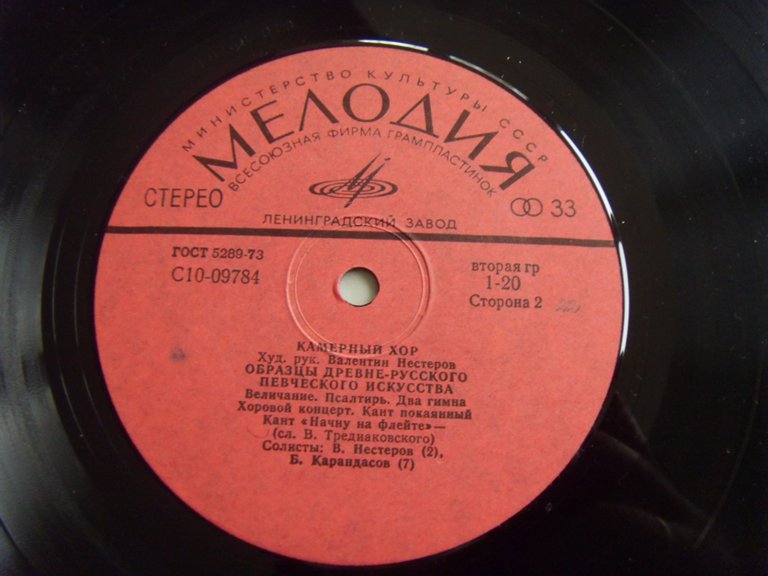 МИНИСТЕРСТВО КУЛЬТУРЫ СССР
МЕЛОДИЯ
ВСЕСОЮЗНАЯ ФИРМА ГРАМПЛАСТИНОК
СТЕРЕО
33
ЛЕНИНГРАДСКИЙ ЗАВОД
ГОСТ 5289-73
С10-09784
вторая гр
1-20
Сторона 2
КАМЕРНЫЙ ХОР
Худ. рук. Валентин Нестеров
ОБРАЗЦЫ ДРЕВНЕ-РУССКОГО
ПЕВЧЕСКОГО ИСКУССТВА
Величание. Псалтирь. Два гимна
Хоровой концерт. Кант покаянный
Кант «Начну на флейте»—
(сл. В. Тредиаковского)
Солисты: В. Нестеров (2),
Б. Карандасов (7)